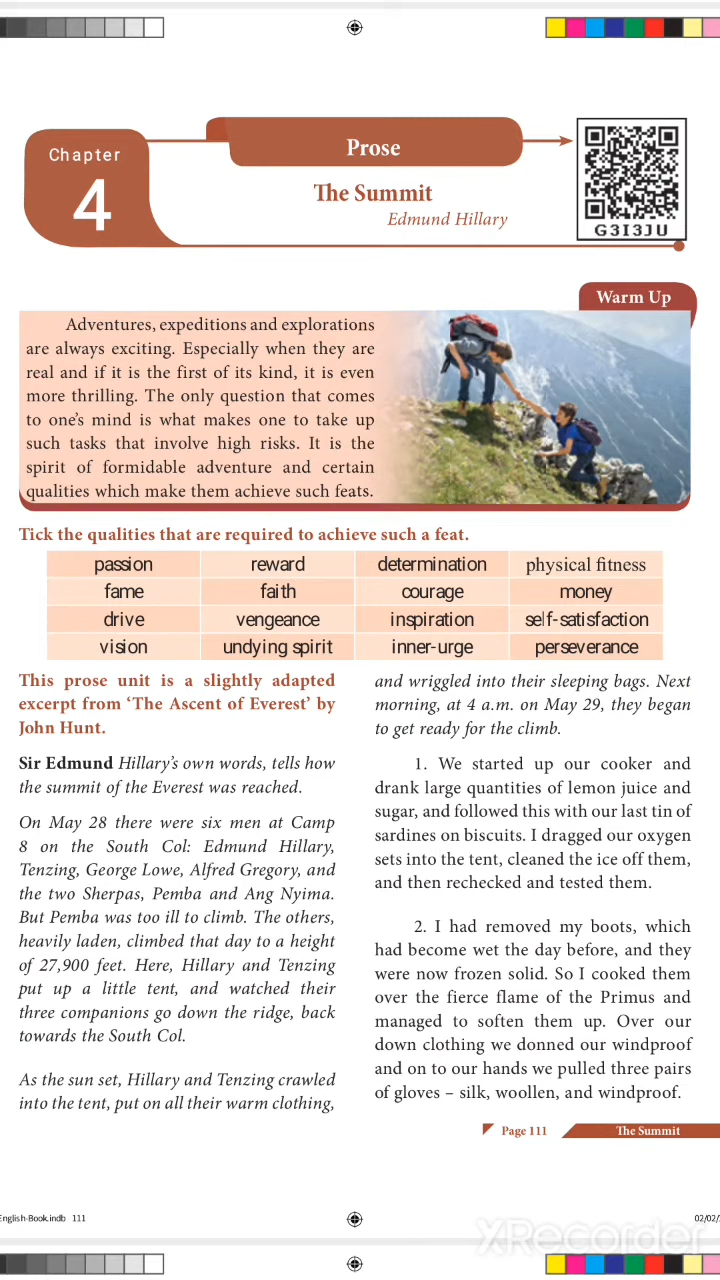 Chapter
4
Prose
The Summit
Edmund Hillary
G3I3JU
Warm Up
Adventures, expeditions and explorations
are always exciting. Especially when they are
real and if it is the first of its kind, it is even
more thrilling. The only question that comes
to one's mind is what makes one to take up
such tasks that involve high risks. It is the
spirit of formidable adventure and certain
qualities which make them achieve such feats.
Tick the qualities that are required to achieve such a feat.
passion reward determination physical fitness
fame faith courage money
drive vengeance inspiration self-satisfaction
vision undying spirit inner-urge perseverance
This prose unit is a slightly adapted
excerpt from ‘The Ascent of Everest’ by
John Hunt.
Sir Edmund Hillary's own words, tells how
the summit of the Everest was reached.
On May 28 there were six men at Camp
8 on the South Col: Edmund Hillary,
Tenzing, George Lowe, Alfred Gregory, and
the two Sherpas, Pemba and Ang Nyima.
But Pemba was too ill to climb. The others,
heavily laden, climbed that day to a height
of 27,900 feet. Here, Hillary and Tenzing
put up a little tent, and watched their
three companions go down the ridge, back
towards the South Col.
As the sun set, Hillary and Tenzing crawled
into the tent, put on all their warm clothing,
and wriggled into their sleeping bags. Next
morning, at 4 a.m. on May 29, they began
to get ready for the climb.
1. We started up our cooker and
drank large quantities of lemon juice and
sugar, and followed this with our last tin of
sardines on biscuits. I dragged our oxygen
sets into the tent, cleaned the ice off them,
and then rechecked and tested them.
2. I had removed my boots, which
had become wet the day before, and they
were now frozen solid. So I cooked them
over the fierce flame of the Primus and
managed to soften them up. Over our
down clothing we donned our windproof
and on to our hands we pulled three pairs
of gloves – silk, woollen, and windproof.
Page 111
The Summit
English-Book.indb 111
02/02/
XRecorder